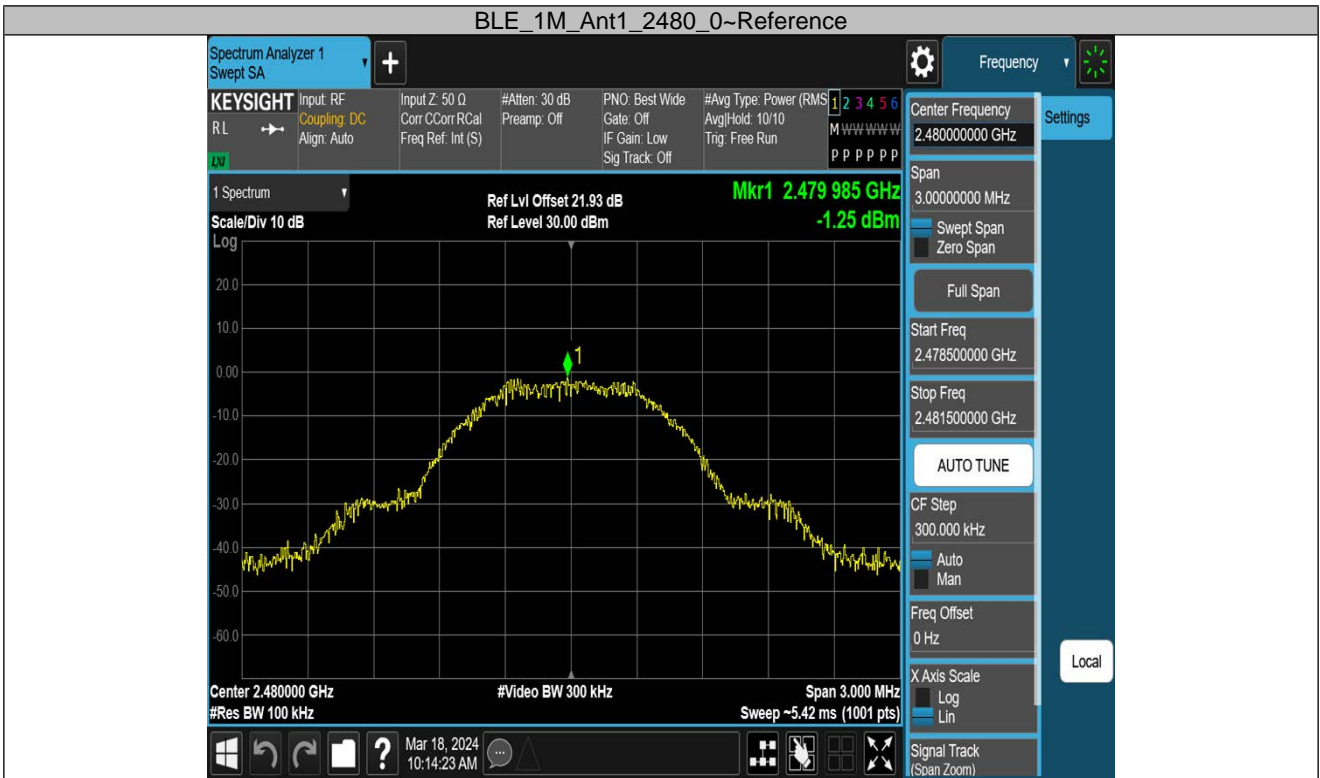 BLE_1M_Ant1_2480_0~Reference
Spectrum Analyzer 1
Swept SA
Frequency
KEYSIGHT
RL
LXI
Input: RF
Coupling: DC
Align: Auto
Input Z: 50 Ω
Corr CCorr RCal
Freq Ref: Int (S)
#Atten: 30 dB
Preamp: Off
PNO: Best Wide
Gate: Off
IF Gain: Low
Sig Track: Off
#Avg Type: Power (RMS
Avg|Hold: 10/10
Trig: Free Run
1 2 3 4 5 6
M W W W W W
P P P P P P
1 Spectrum
Scale/Div 10 dB
Log
Ref Lvl Offset 21.93 dB
Ref Level 30.00 dBm
Mkr1 2.479 985 GHz
-1.25 dBm
20.0
10.0
0.00
-10.0
-20.0
-30.0
-40.0
-50.0
-60.0
1
Center 2.480000 GHz
#Video BW 300 kHz
Span 3.000 MHz
#Res BW 100 kHz
Sweep ~5.42 ms (1001 pts)
Mar 18, 2024
10:14:23 AM
Center Frequency
2.480000000 GHz
Settings
Span
3.00000000 MHz
Swept Span
Zero Span
Full Span
Start Freq
2.478500000 GHz
Stop Freq
2.481500000 GHz
AUTO TUNE
CF Step
300.000 kHz
Auto
Man
Freq Offset
0 Hz
X Axis Scale
Log
Lin
Local
Signal Track
(Span Zoom)